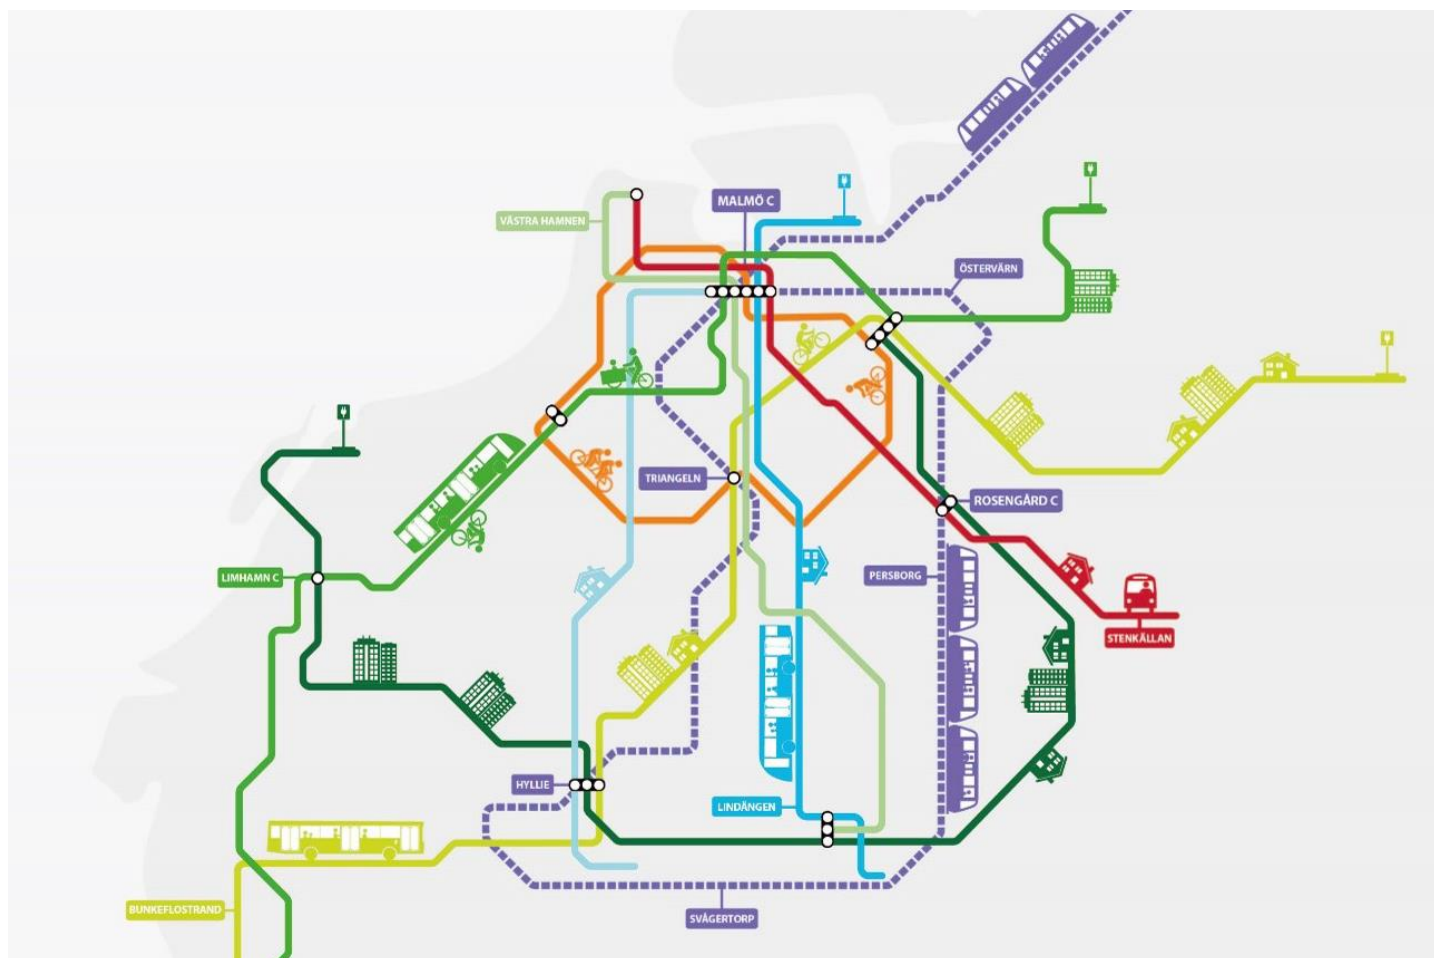 MALMÖ C
VÄSTRA HAMNEN
ÖSTERVÄRN
TRIANGELN
ROSENGÅRD C
LIMHAMN C
PERSBORG
STENKÄLLAN
HYLLIE
LINDÄNGEN
BUNKEFLOSTRAND
SVÅGERTORP